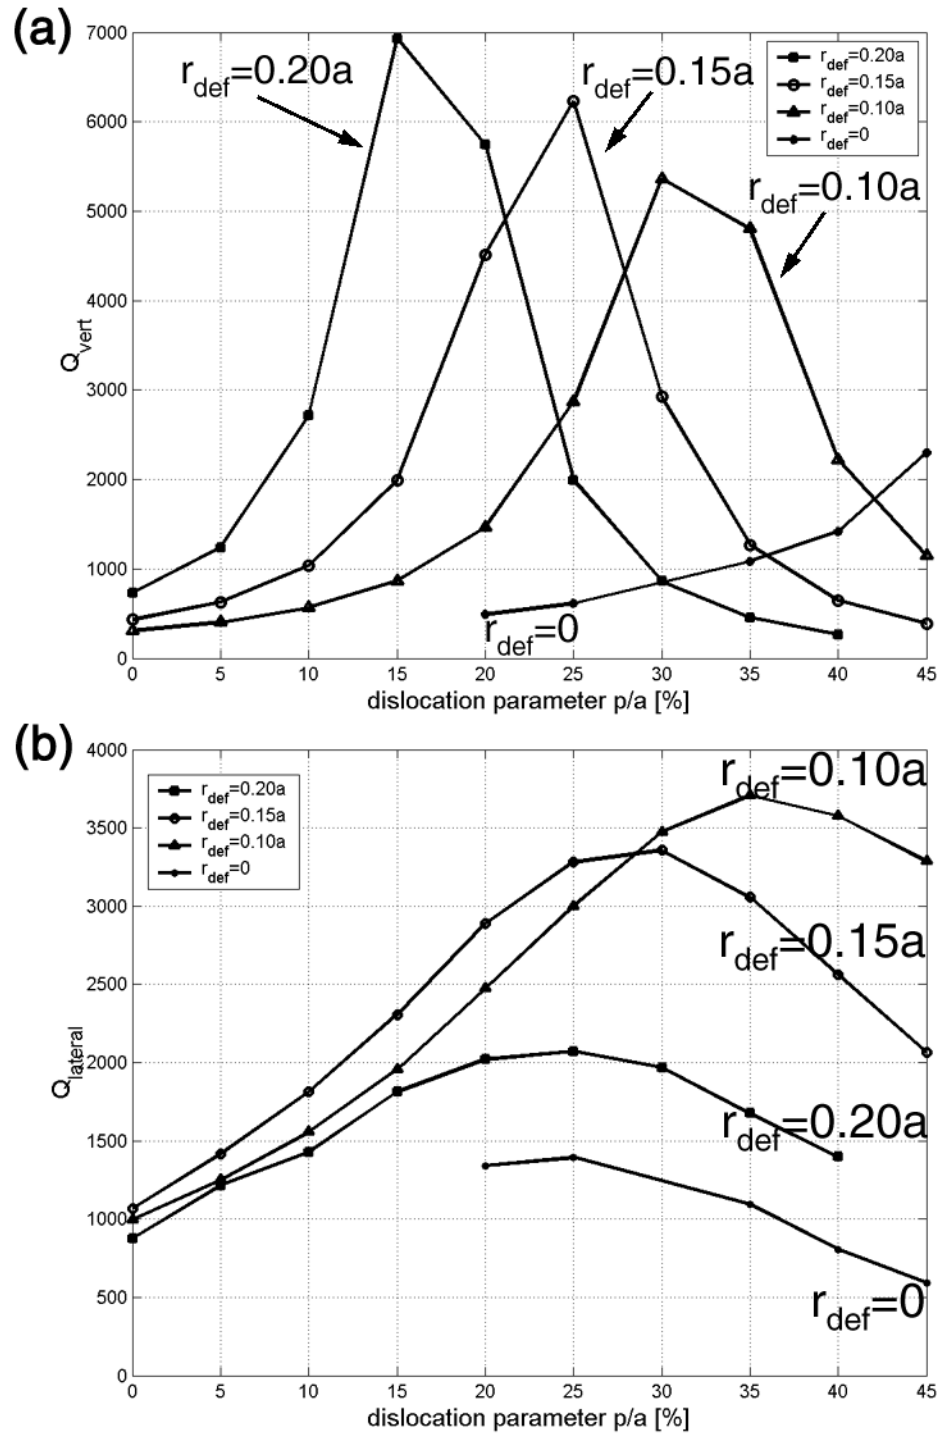 (a)
7000
6000
5000
4000
3000
2000
1000
0
Q_vert
r_def=0.20a
r_def=0.15a
r_def=0.10a
r_def=0
r_def=0.20a
r_def=0.15a
r_def=0.10a
r_def=0
0 5 10 15 20 25 30 35 40 45
dislocation parameter p/a [%]
(b)
4000
3500
3000
2500
2000
1500
1000
500
0
Q_lateral
r_def=0.20a
r_def=0.15a
r_def=0.10a
r_def=0
r_def=0.10a
r_def=0.15a
r_def=0.20a
r_def=0
0 5 10 15 20 25 30 35 40 45
dislocation parameter p/a [%]